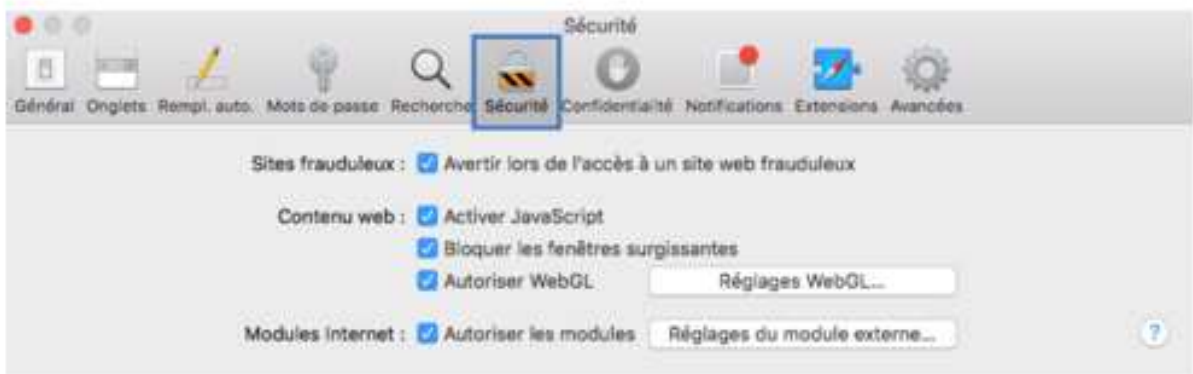 Sécurité
Général Onglets Rempl. auto. Mots de passe Recherche Sécurité Confidentialité Notifications Extensions Avancées
Sites frauduleux : Avertir lors de l'accès à un site web frauduleux
Contenu web : Activer JavaScript
Bloquer les fenêtres surgissantes
Autoriser WebGL Réglages WebGL...
Modules Internet : Autoriser les modules Réglages du module externe... ?